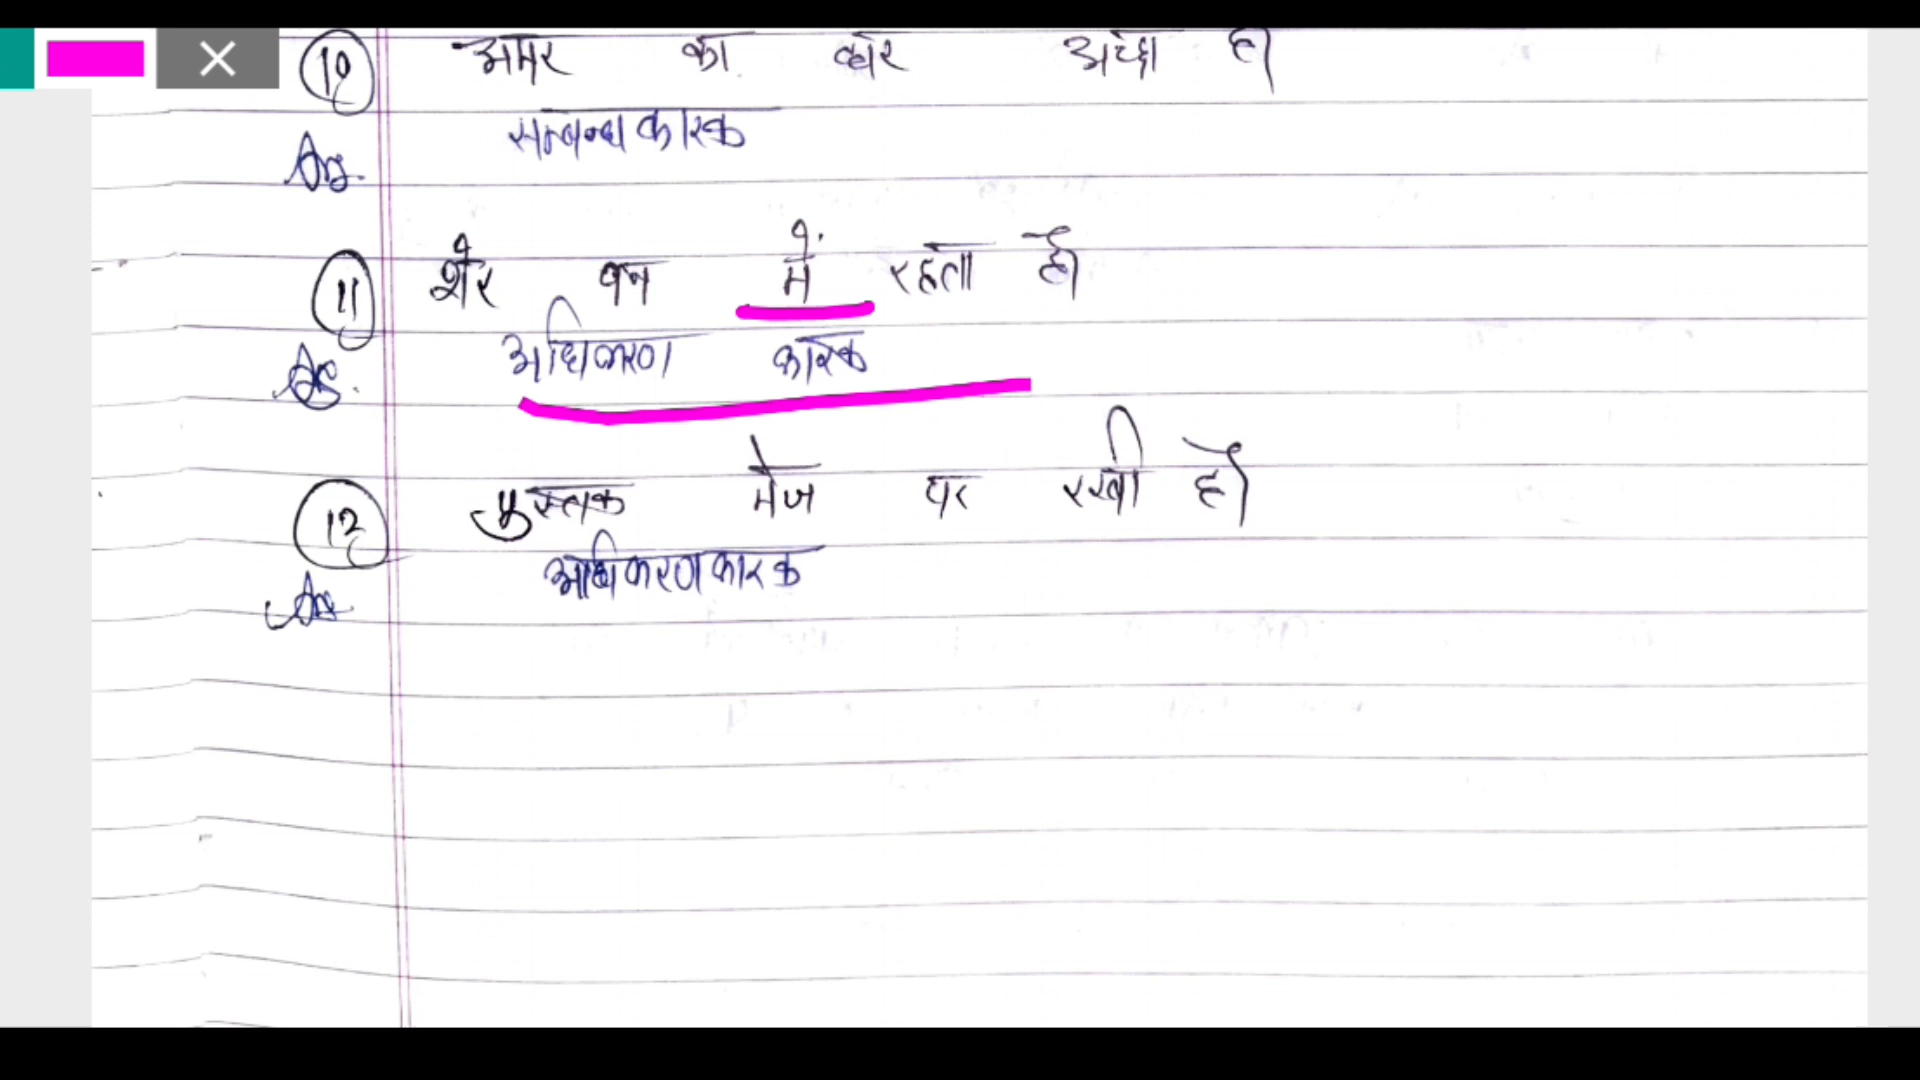 10 अमर का घर अच्छा है
Ans. सम्बन्ध कारक
11 शेर वन में रहता है।
Ans. अधिकरण कारक
12 पुस्तक मेज पर रखी है।
Ans अधिकरण कारक